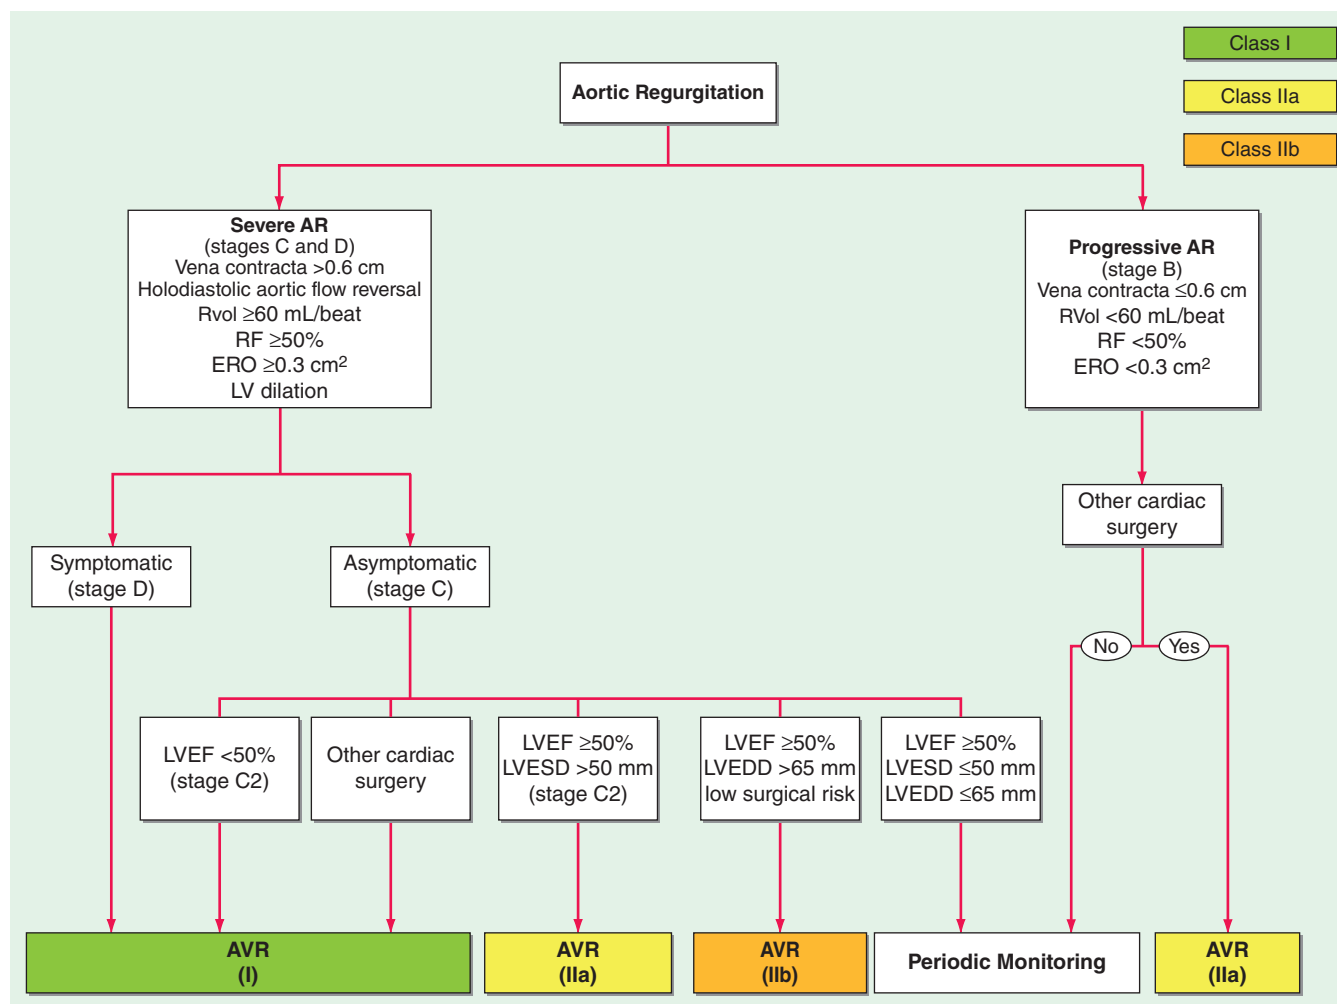 Class I
Class IIa
Class IIb
Aortic Regurgitation
Severe AR
(stages C and D)
Vena contracta >0.6 cm
Holodiastolic aortic flow reversal
Rvol ≥60 mL/beat
RF ≥50%
ERO ≥0.3 cm²
LV dilation
Progressive AR
(stage B)
Vena contracta ≤0.6 cm
RVol <60 mL/beat
RF <50%
ERO <0.3 cm²
Other cardiac
surgery
Symptomatic
(stage D)
Asymptomatic
(stage C)
No
Yes
LVEF <50%
(stage C2)
Other cardiac
surgery
LVEF ≥50%
LVESD >50 mm
(stage C2)
LVEF ≥50%
LVEDD >65 mm
low surgical risk
LVEF ≥50%
LVESD ≤50 mm
LVEDD ≤65 mm
AVR
(I)
AVR
(IIa)
AVR
(IIb)
Periodic Monitoring
AVR
(IIa)